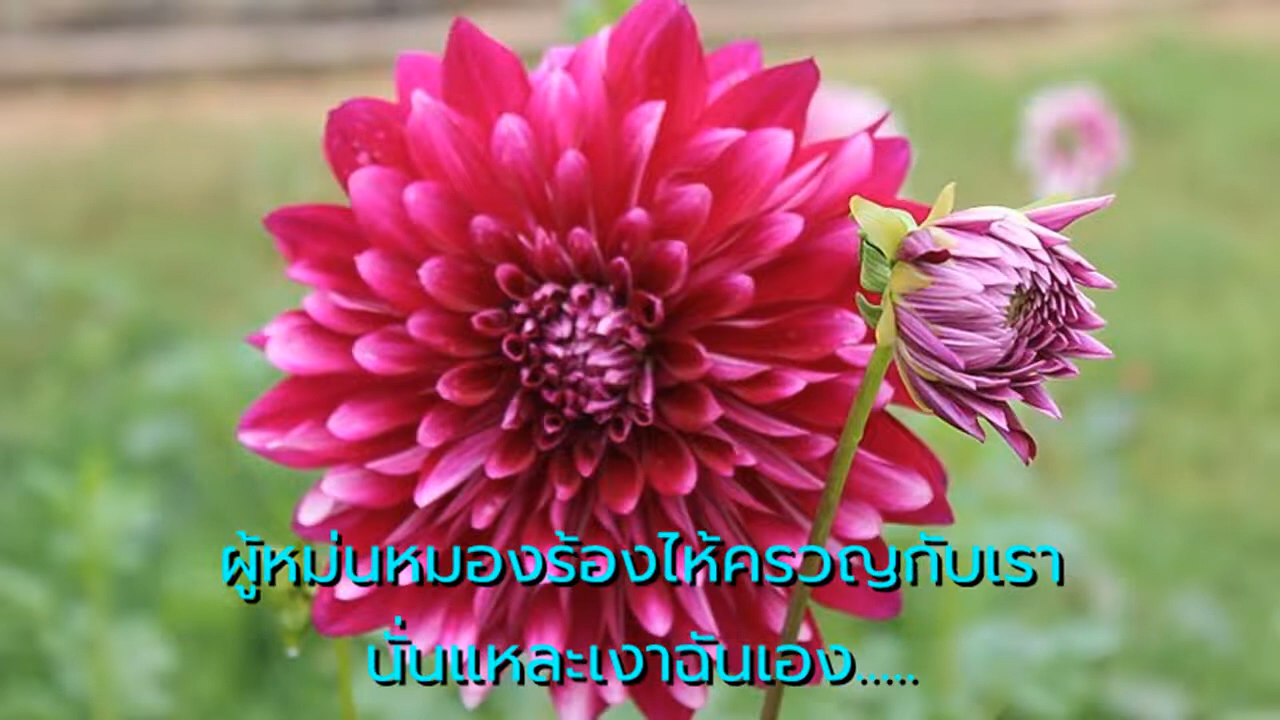 ผู้หม่นหมองร้องไห้ครวญกับเรา
นั่นแหละเงาฉันเอง.....